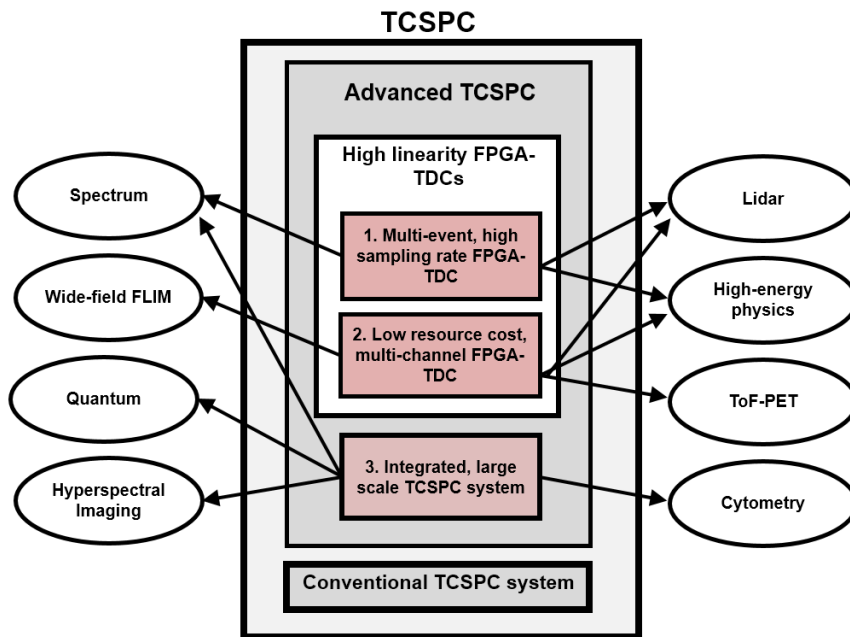 TCSPC
Advanced TCSPC
High linearity FPGA-
TDCs
1. Multi-event, high
sampling rate FPGA-
TDC
2. Low resource cost,
multi-channel FPGA-
TDC
3. Integrated, large
scale TCSPC system
Conventional TCSPC system
Spectrum
Wide-field FLIM
Quantum
Hyperspectral
Imaging
Lidar
High-energy
physics
ToF-PET
Cytometry